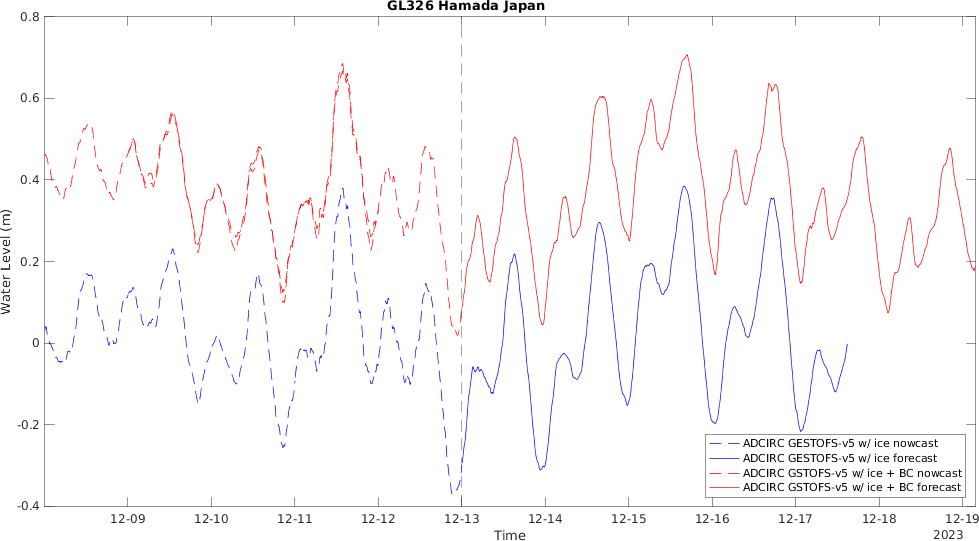 GL326 Hamada Japan
0.8
0.6
0.4
0.2
0
-0.2
-0.4
Water Level (m)
ADCIRC GESTOFS-v5 w/ ice nowcast
ADCIRC GESTOFS-v5 w/ ice forecast
ADCIRC GSTOFS-v5 w/ ice + BC nowcast
ADCIRC GSTOFS-v5 w/ ice + BC forecast
12-09 12-10 12-11 12-12 12-13 12-14 12-15 12-16 12-17 12-18 12-19
Time
2023